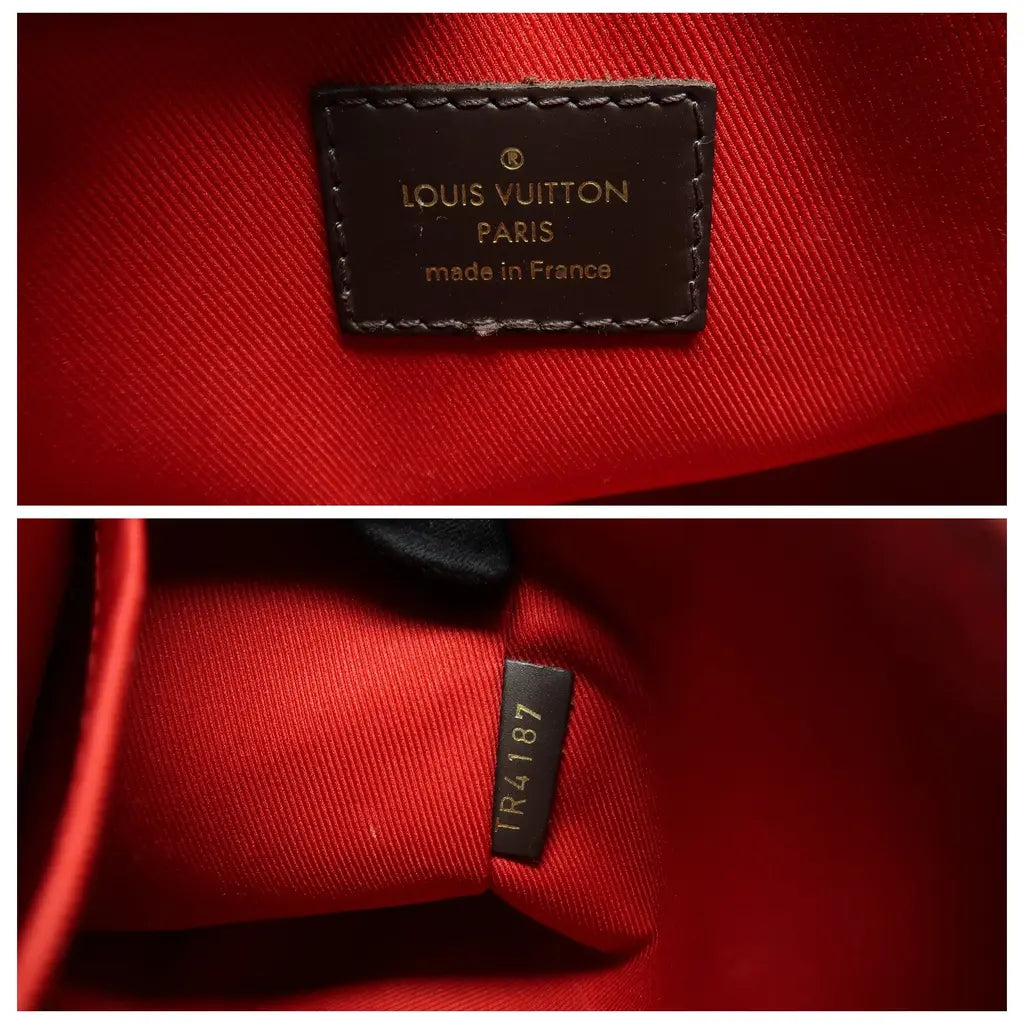 ®
LOUIS VUITTON
PARIS
made in France
TR4187